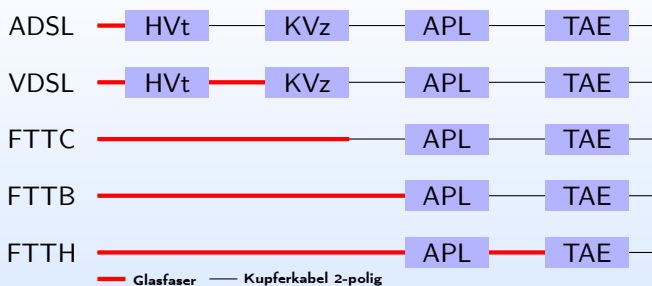 ADSL HVt KVz APL TAE
VDSL HVt KVz APL TAE
FTTC APL TAE
FTTB APL TAE
FTTH APL TAE
Glasfaser Kupferkabel 2-polig